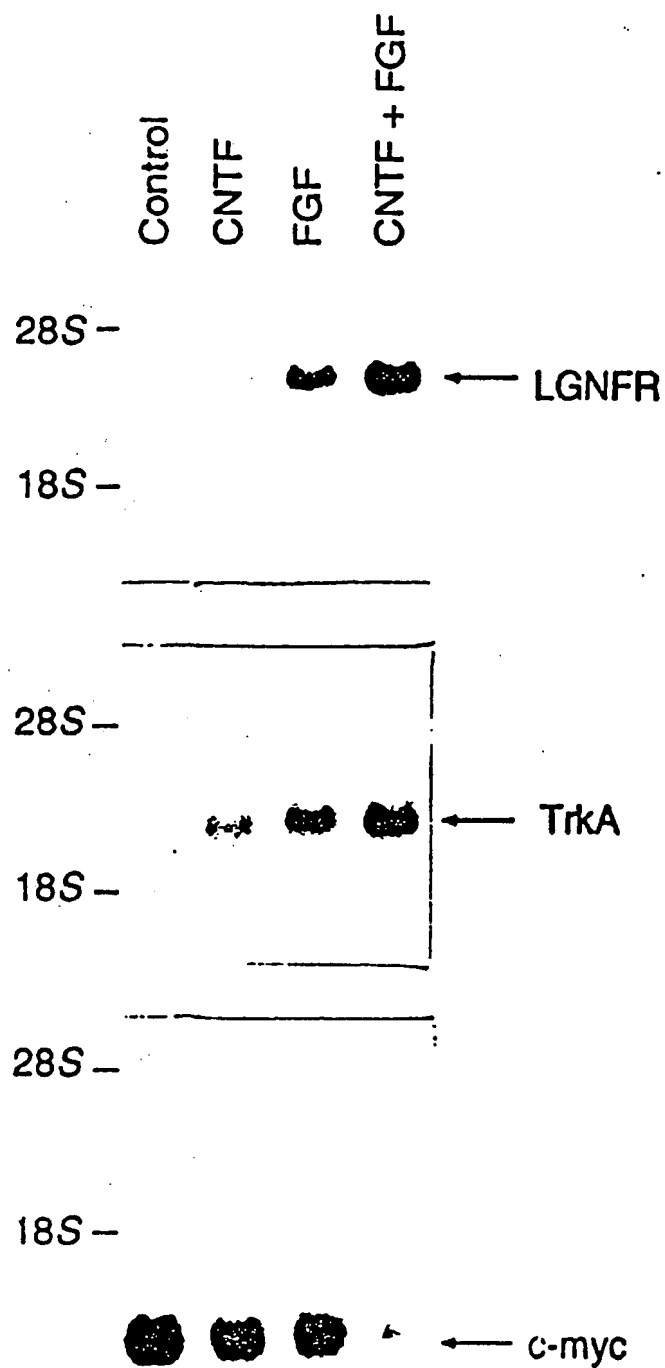 Control
CNTF
FGF
CNTF + FGF
28S –
LGNFR
18S –
28S –
TrkA
18S –
28S –
18S –
c-myc